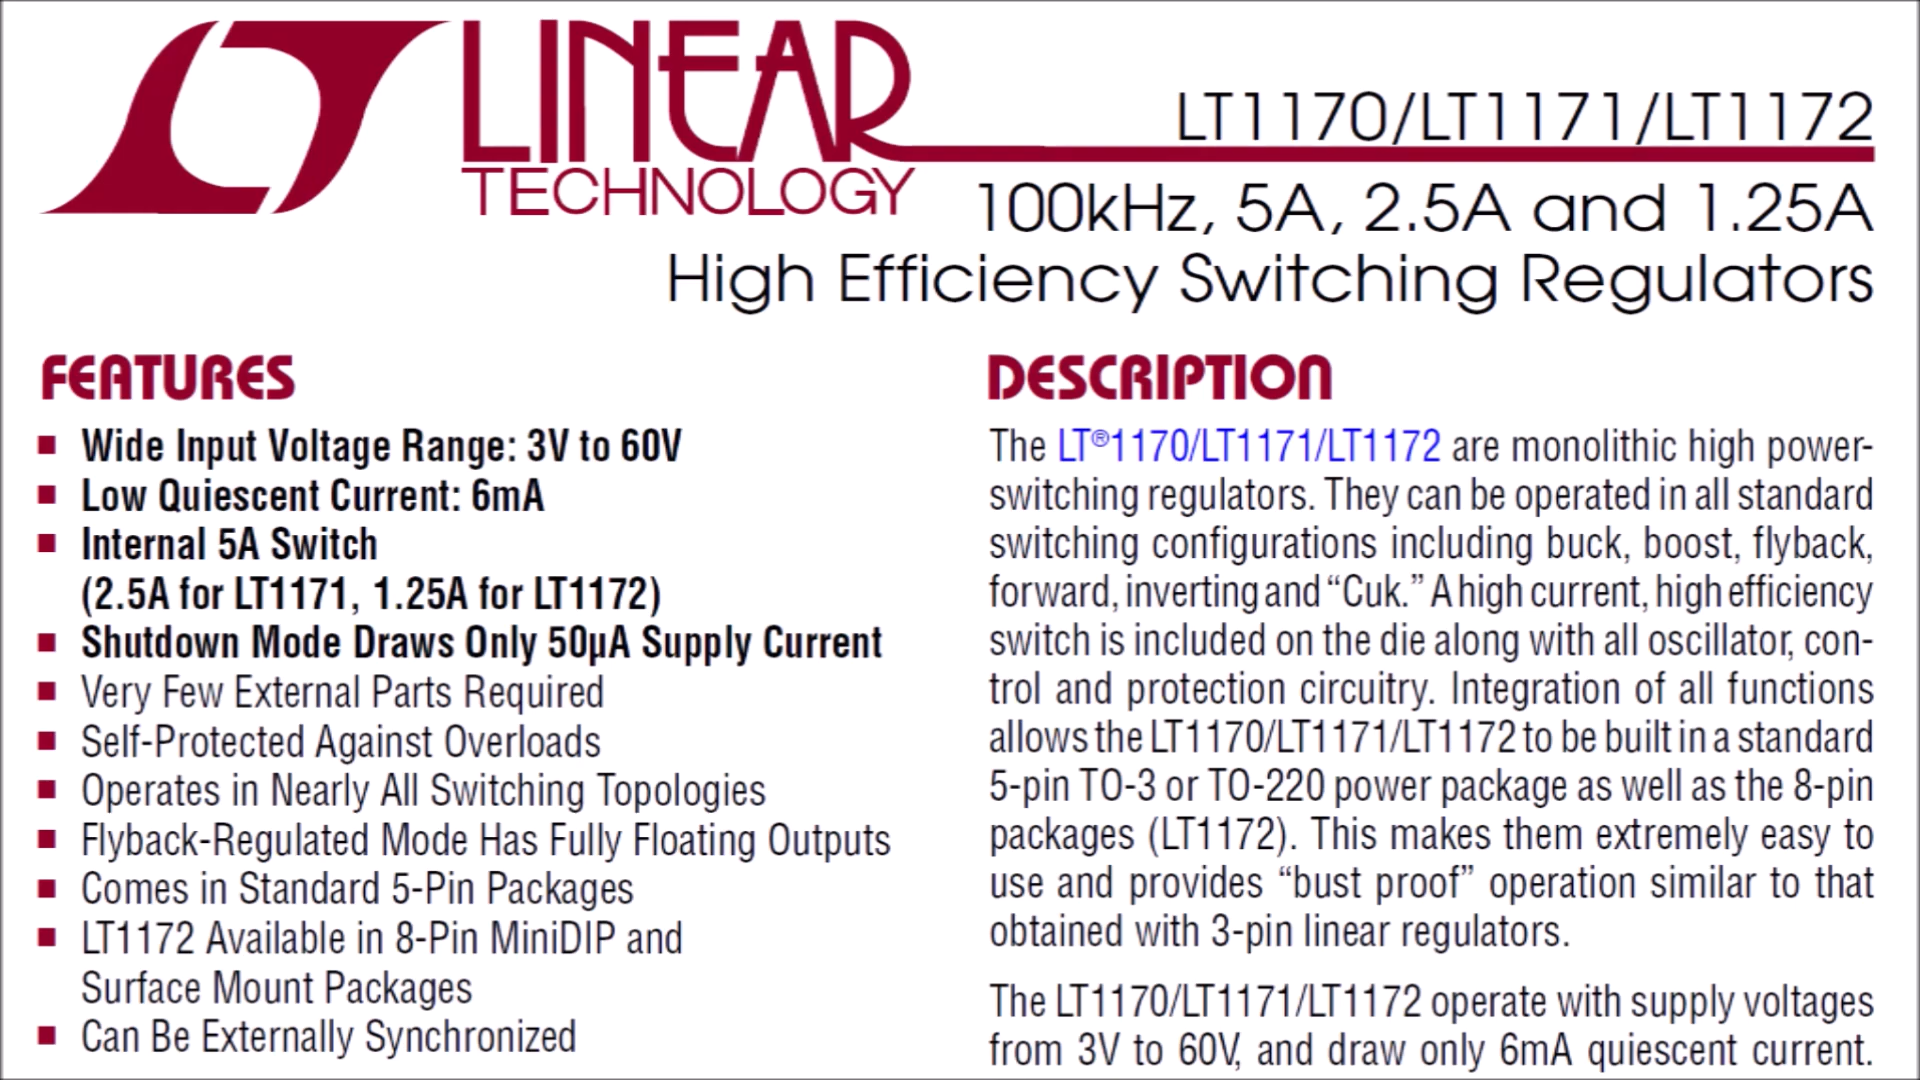 LINEAR
TECHNOLOGY
LT1170/LT1171/LT1172
100kHz, 5A, 2.5A and 1.25A
High Efficiency Switching Regulators
FEATURES
■ Wide Input Voltage Range: 3V to 60V
■ Low Quiescent Current: 6mA
■ Internal 5A Switch
(2.5A for LT1171, 1.25A for LT1172)
■ Shutdown Mode Draws Only 50µA Supply Current
■ Very Few External Parts Required
■ Self-Protected Against Overloads
■ Operates in Nearly All Switching Topologies
■ Flyback-Regulated Mode Has Fully Floating Outputs
■ Comes in Standard 5-Pin Packages
■ LT1172 Available in 8-Pin MiniDIP and
Surface Mount Packages
■ Can Be Externally Synchronized
DESCRIPTION
The LT®1170/LT1171/LT1172 are monolithic high power-
switching regulators. They can be operated in all standard
switching configurations including buck, boost, flyback,
forward, inverting and “Cuk.” A high current, high efficiency
switch is included on the die along with all oscillator, con-
trol and protection circuitry. Integration of all functions
allows the LT1170/LT1171/LT1172 to be built in a standard
5-pin TO-3 or TO-220 power package as well as the 8-pin
packages (LT1172). This makes them extremely easy to
use and provides “bust proof” operation similar to that
obtained with 3-pin linear regulators.
The LT1170/LT1171/LT1172 operate with supply voltages
from 3V to 60V, and draw only 6mA quiescent current.